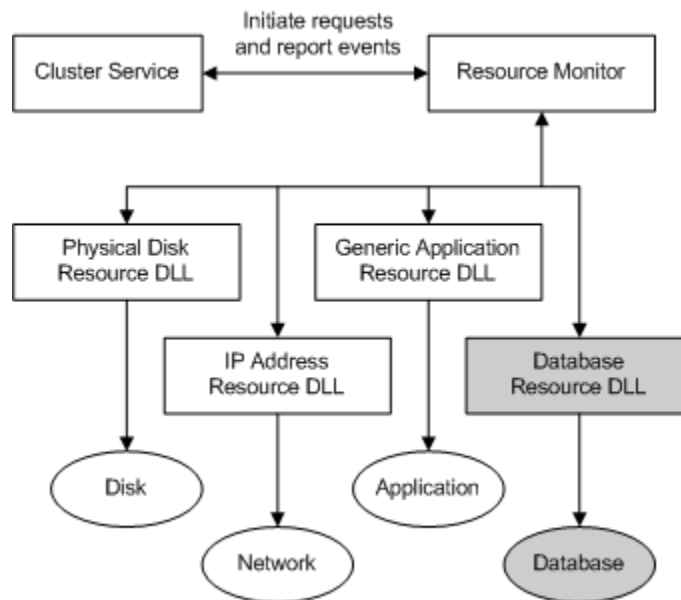 Initiate requests
and report events
Cluster Service
Resource Monitor
Physical Disk
Resource DLL
Generic Application
Resource DLL
IP Address
Resource DLL
Database
Resource DLL
Disk
Application
Network
Database